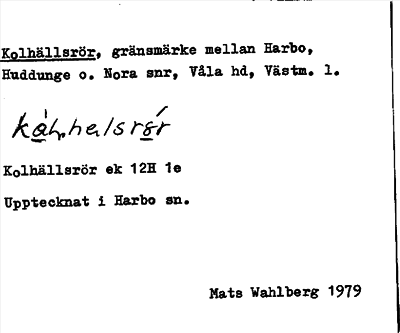 Kolhällsrör, gränsmärke mellan Harbo,
Huddunge o. Nora snr, Våla hd, Västm. l.
Kolhällsrör ek 12H 1e
Upptecknat i Harbo sn.
Mats Wahlberg 1979